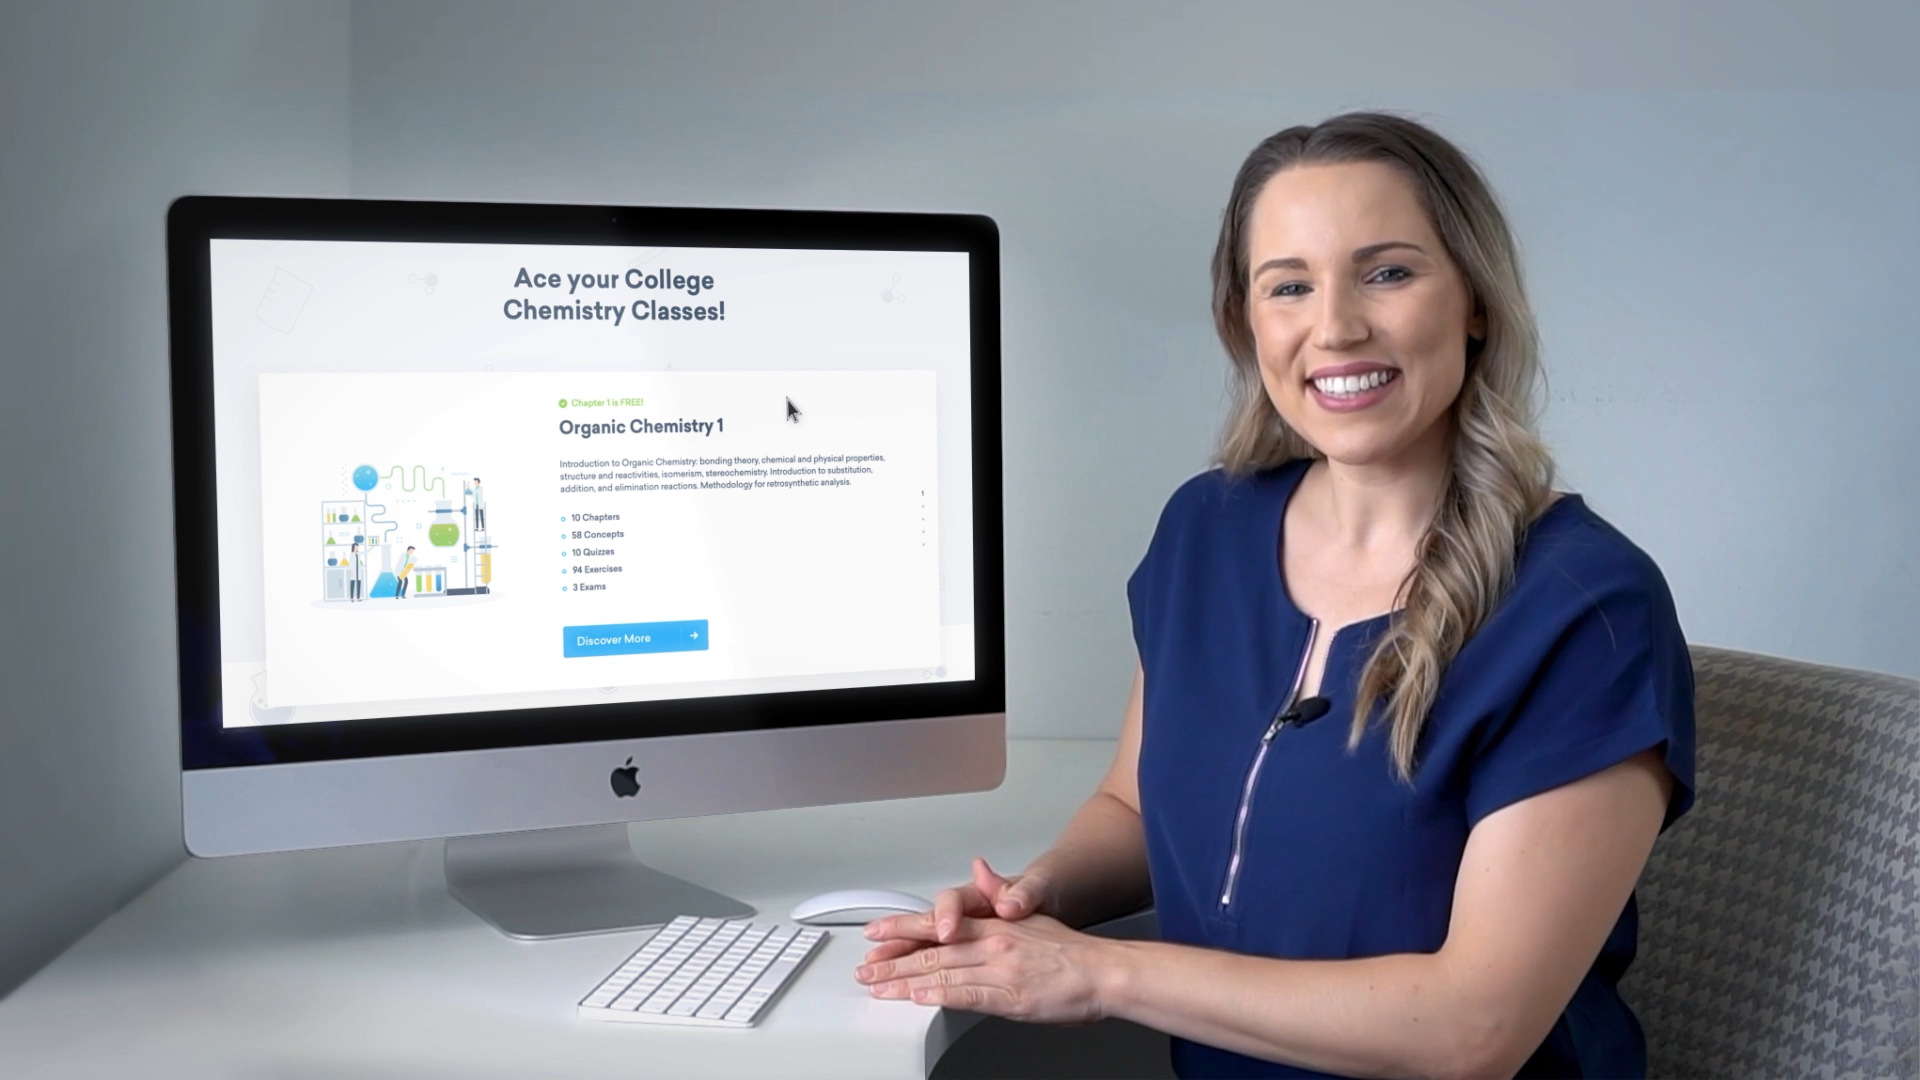 Ace your College
Chemistry Classes!
Chapter 1 is FREE!
Organic Chemistry 1
Introduction to Organic Chemistry: bonding theory, chemical and physical properties,
structure and reactivities, isomerism, stereochemistry. Introduction to substitution,
addition, and elimination reactions. Methodology for retrosynthetic analysis.
10 Chapters
58 Concepts
10 Quizzes
94 Exercises
3 Exams
1
Discover More